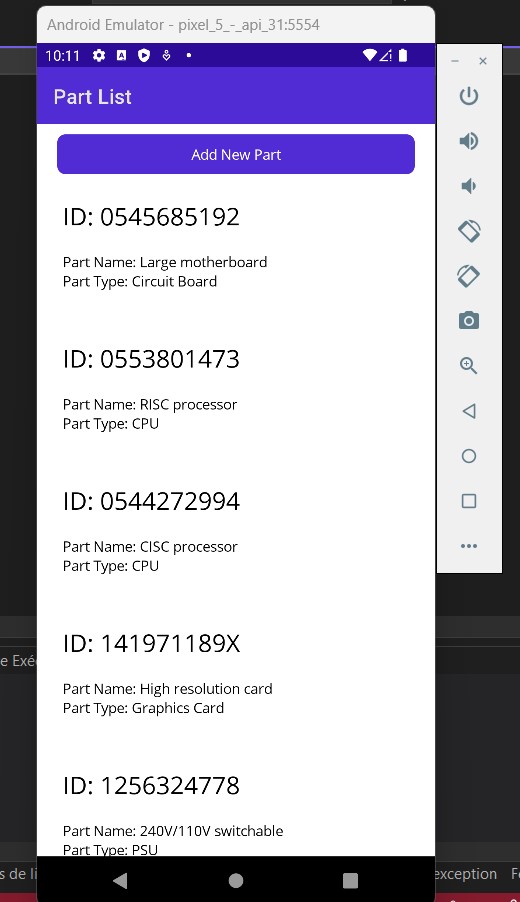 Android Emulator - pixel_5_-_api_31:5554
10:11
Part List
Add New Part
ID: 0545685192
Part Name: Large motherboard
Part Type: Circuit Board
ID: 0553801473
Part Name: RISC processor
Part Type: CPU
ID: 0544272994
Part Name: CISC processor
Part Type: CPU
ID: 141971189X
Part Name: High resolution card
Part Type: Graphics Card
ID: 1256324778
Part Name: 240V/110V switchable
Part Type: PSU
e Exé
s de li
exception